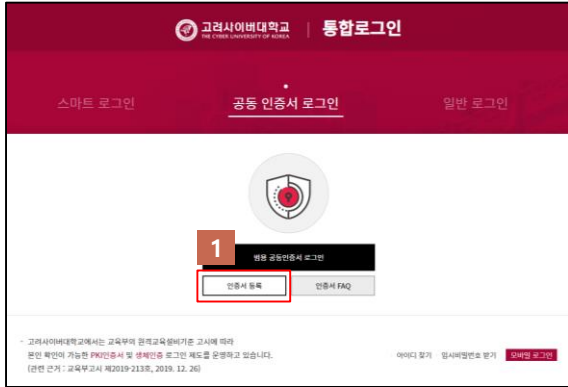 고려사이버대학교
THE CYBER UNIVERSITY OF KOREA
통합로그인
스마트 로그인
공동 인증서 로그인
일반 로그인
1
범용 공동인증서 로그인
인증서 등록
인증서 FAQ
- 고려사이버대학교에서는 교육부의 원격교육설비기준 고시에 따라
본인 확인이 가능한 PKI인증서 및 생체인증 로그인 제도를 운영하고 있습니다.
(관련 근거 : 교육부고시 제2019-213호, 2019. 12. 26)
아이디 찾기 임시비밀번호 받기 모바일 로그인